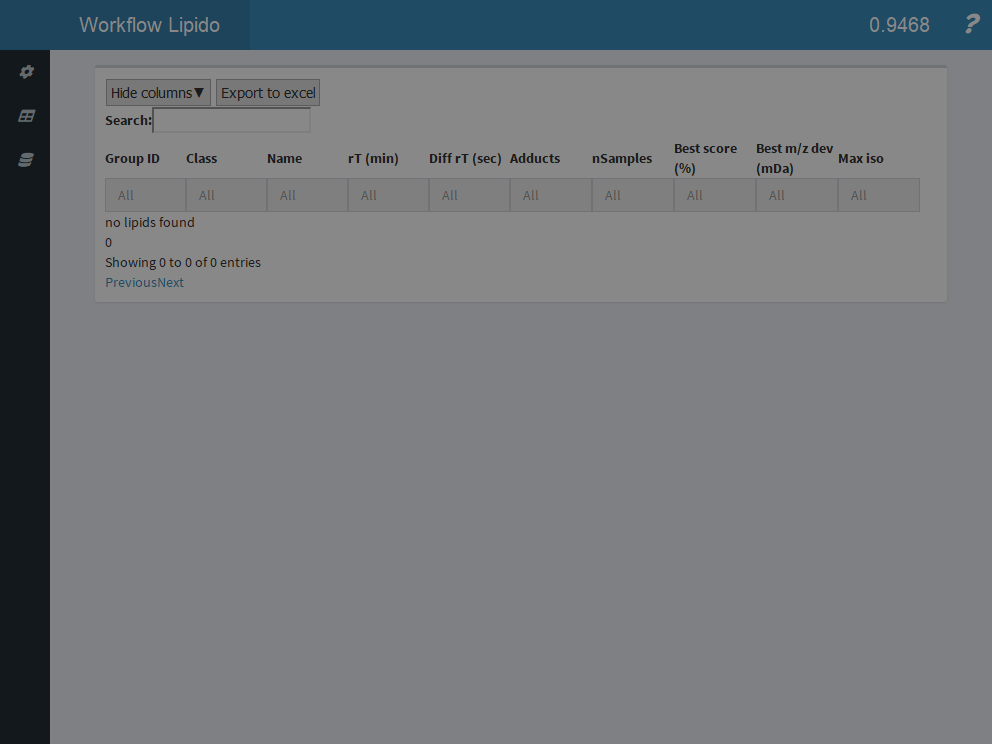 Workflow Lipido 0.9468 ?
Hide columns▼ Export to excel
Search:
Group ID Class Name rT (min) Diff rT (sec) Adducts nSamples Best score (%) Best m/z dev (mDa) Max iso
All All All All All All All All All All
no lipids found
0
Showing 0 to 0 of 0 entries
PreviousNext